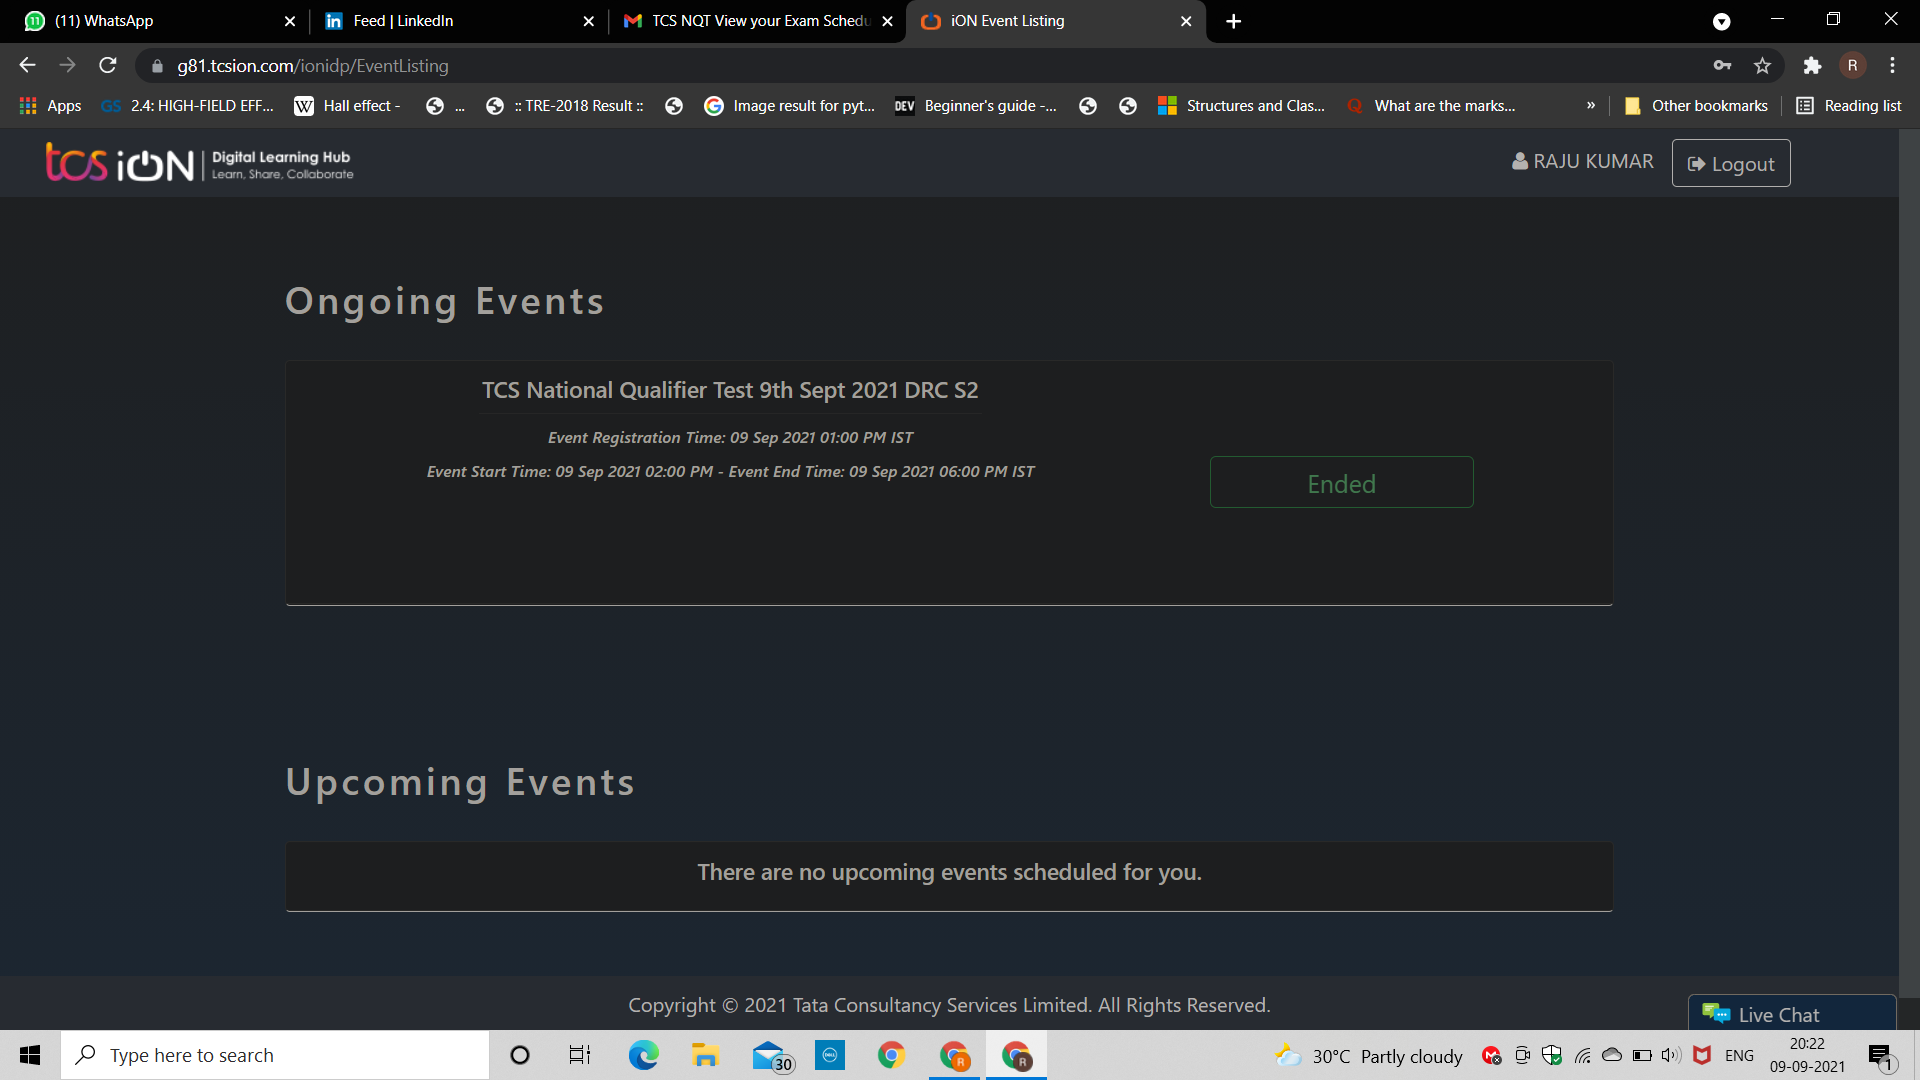 (11) WhatsApp
Feed | LinkedIn
TCS NQT View your Exam Schedu
iON Event Listing
g81.tcsion.com/ionidp/EventListing
R
Apps
GS 2.4: HIGH-FIELD EFF...
W Hall effect -
...
:: TRE-2018 Result ::
Image result for pyt...
DEV Beginner's guide -...
Structures and Clas...
What are the marks...
»
Other bookmarks
Reading list
tcs iON | Digital Learning Hub
Learn, Share, Collaborate
RAJU KUMAR
Logout
Ongoing Events
TCS National Qualifier Test 9th Sept 2021 DRC S2
Event Registration Time: 09 Sep 2021 01:00 PM IST
Event Start Time: 09 Sep 2021 02:00 PM - Event End Time: 09 Sep 2021 06:00 PM IST
Ended
Upcoming Events
There are no upcoming events scheduled for you.
Copyright © 2021 Tata Consultancy Services Limited. All Rights Reserved.
Live Chat
Type here to search
30
DELL
R
R
30°C Partly cloudy
ENG
20:22
09-09-2021
1